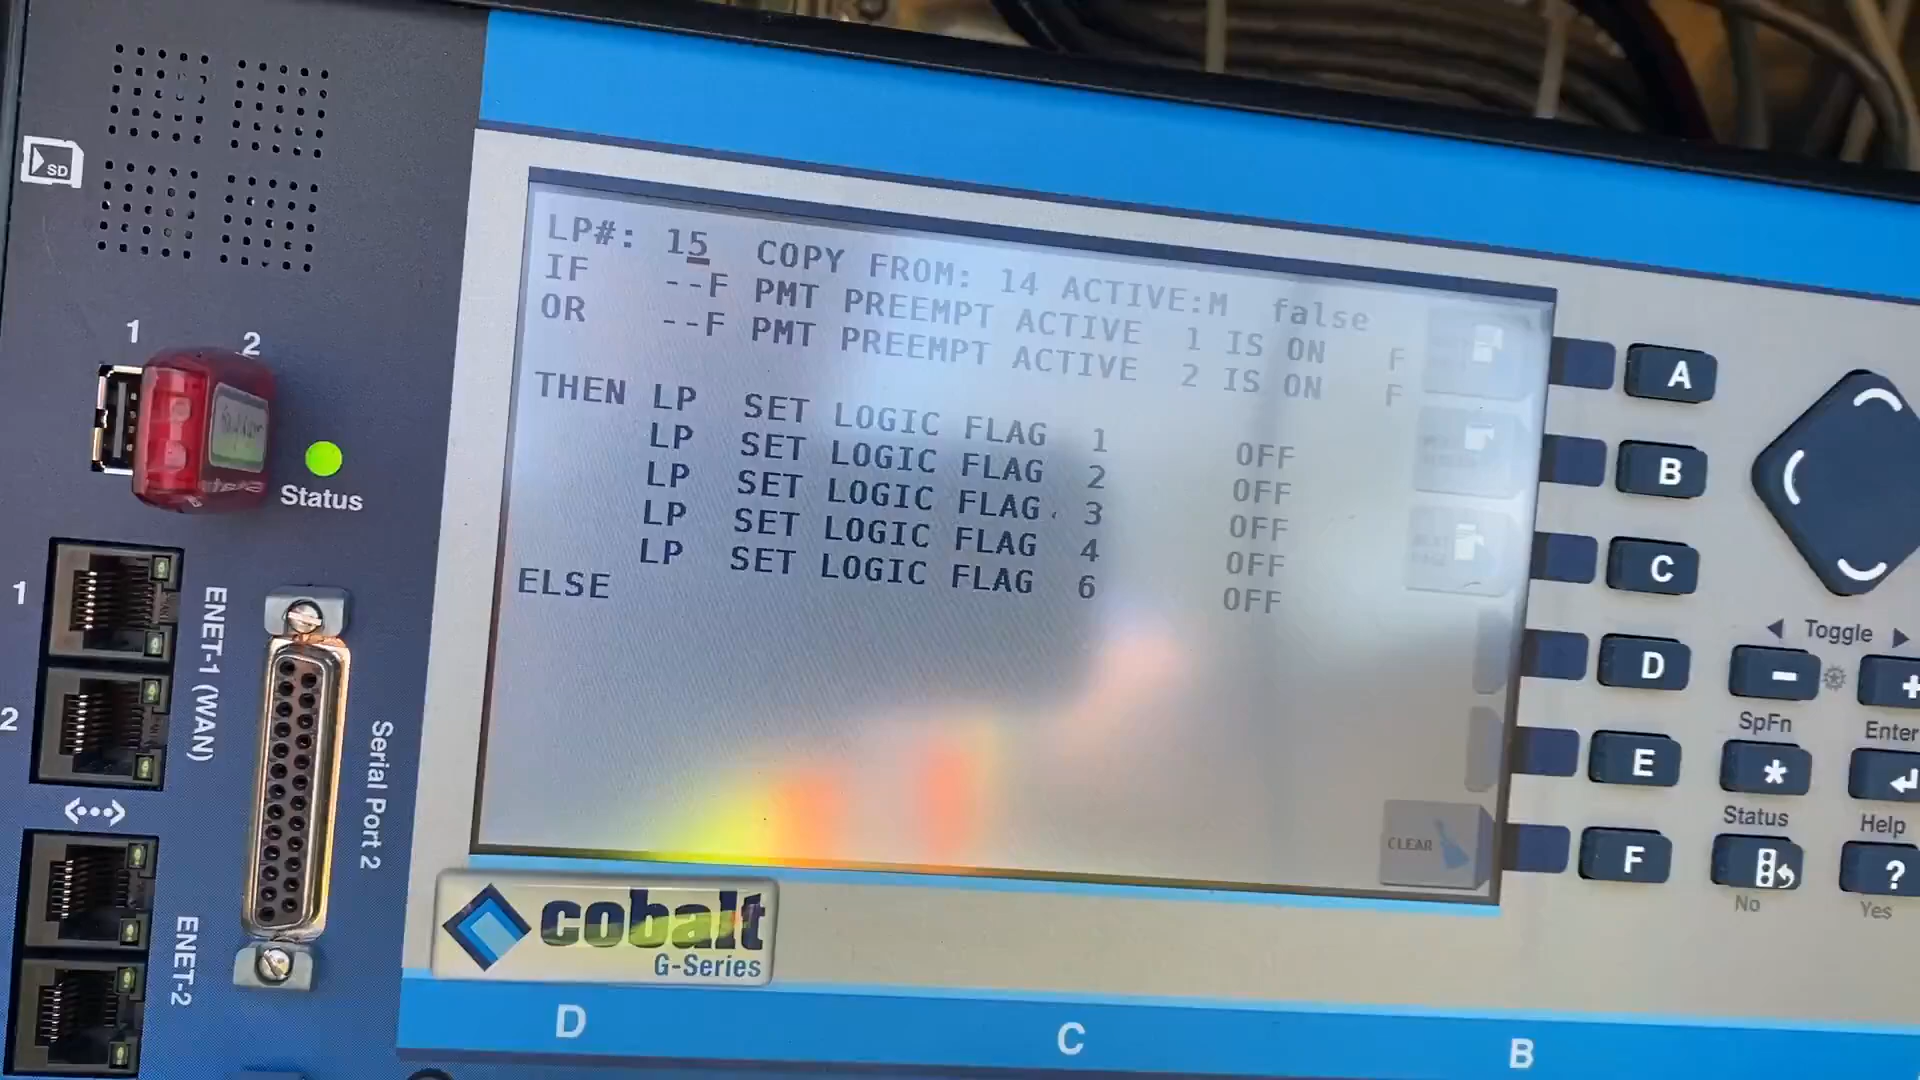 LP#: 15 COPY FROM: 14 ACTIVE:M false
IF --F PMT PREEMPT ACTIVE 1 IS ON F
OR --F PMT PREEMPT ACTIVE 2 IS ON F
THEN LP SET LOGIC FLAG 1 OFF
LP SET LOGIC FLAG 2 OFF
LP SET LOGIC FLAG 3 OFF
LP SET LOGIC FLAG 4 OFF
LP SET LOGIC FLAG 6 OFF
ELSE
CLEAR
SD
1 2
Status
1
2
ENET-1 (WAN)
ENET-2
Serial Port 2
cobalt
G-Series
D C B
A
B
C
D
E
F
Toggle
- +
SpFn
Enter
*
Status
Help
?
No
Yes